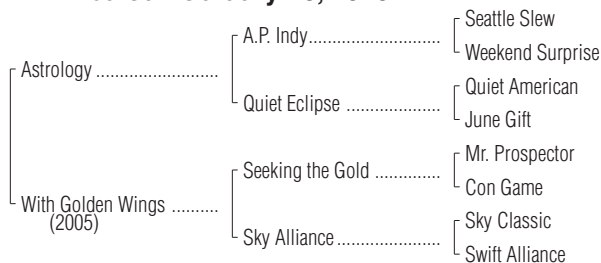 Seattle Slew
A.P. Indy
Weekend Surprise
Astrology
Quiet American
Quiet Eclipse
June Gift
Mr. Prospector
Seeking the Gold
Con Game
With Golden Wings
(2005)
Sky Classic
Sky Alliance
Swift Alliance